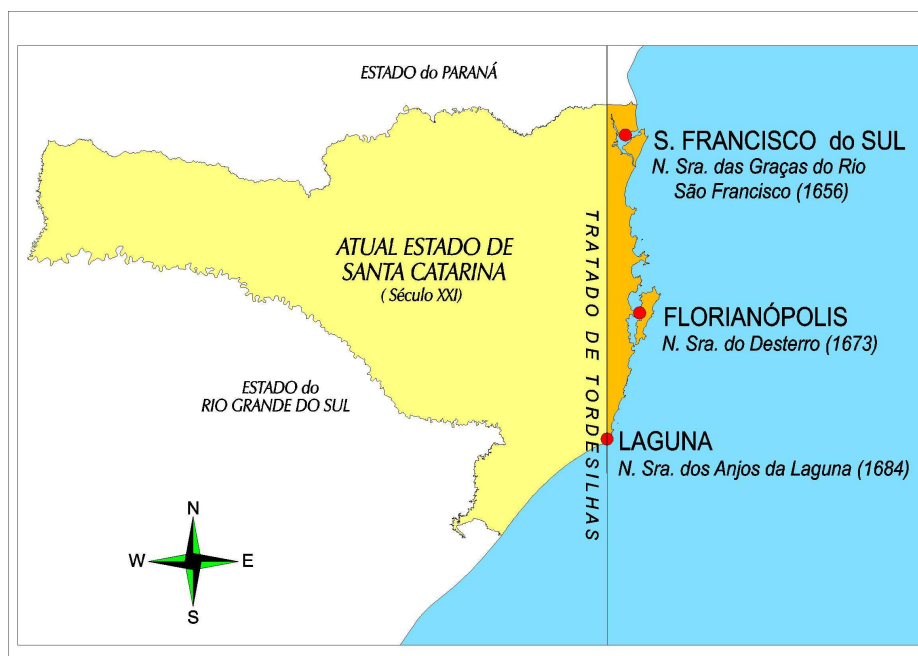 ESTADO do PARANÁ
S. FRANCISCO do SUL
N. Sra. das Graças do Rio
São Francisco (1656)
ATUAL ESTADO DE
SANTA CATARINA
( Século XXI)
TRATADO DE TORDESILHAS
FLORIANÓPOLIS
N. Sra. do Desterro (1673)
ESTADO do
RIO GRANDE DO SUL
LAGUNA
N. Sra. dos Anjos da Laguna (1684)
N
W E
S